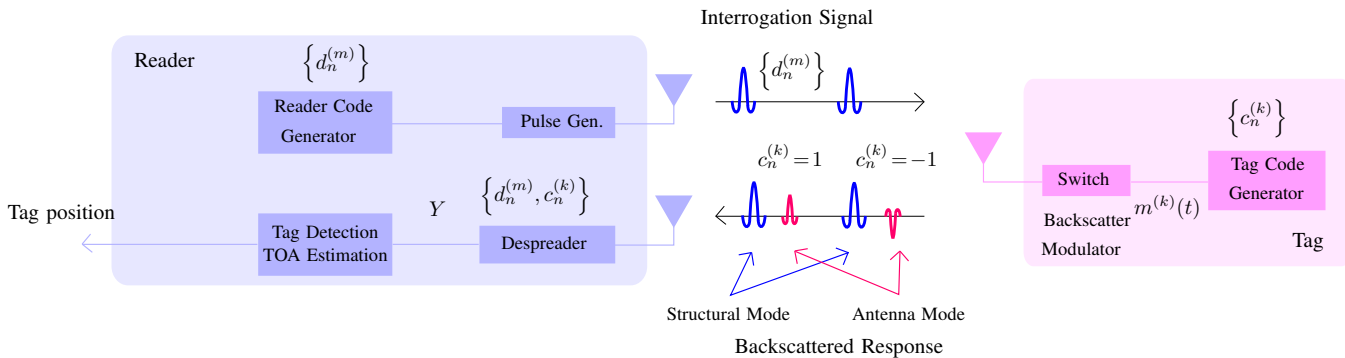 Interrogation Signal
Reader
{d_n^{(m)}}
Reader Code
Generator
Pulse Gen.
{d_n^{(m)}}
{c_n^{(k)}}
Tag Code
Generator
Switch
m^{(k)}(t)
Backscatter
Modulator
Tag
c_n^{(k)}=1
c_n^{(k)}=-1
{d_n^{(m)}, c_n^{(k)}}
Y
Tag position
Tag Detection
TOA Estimation
Despreader
Structural Mode
Antenna Mode
Backscattered Response